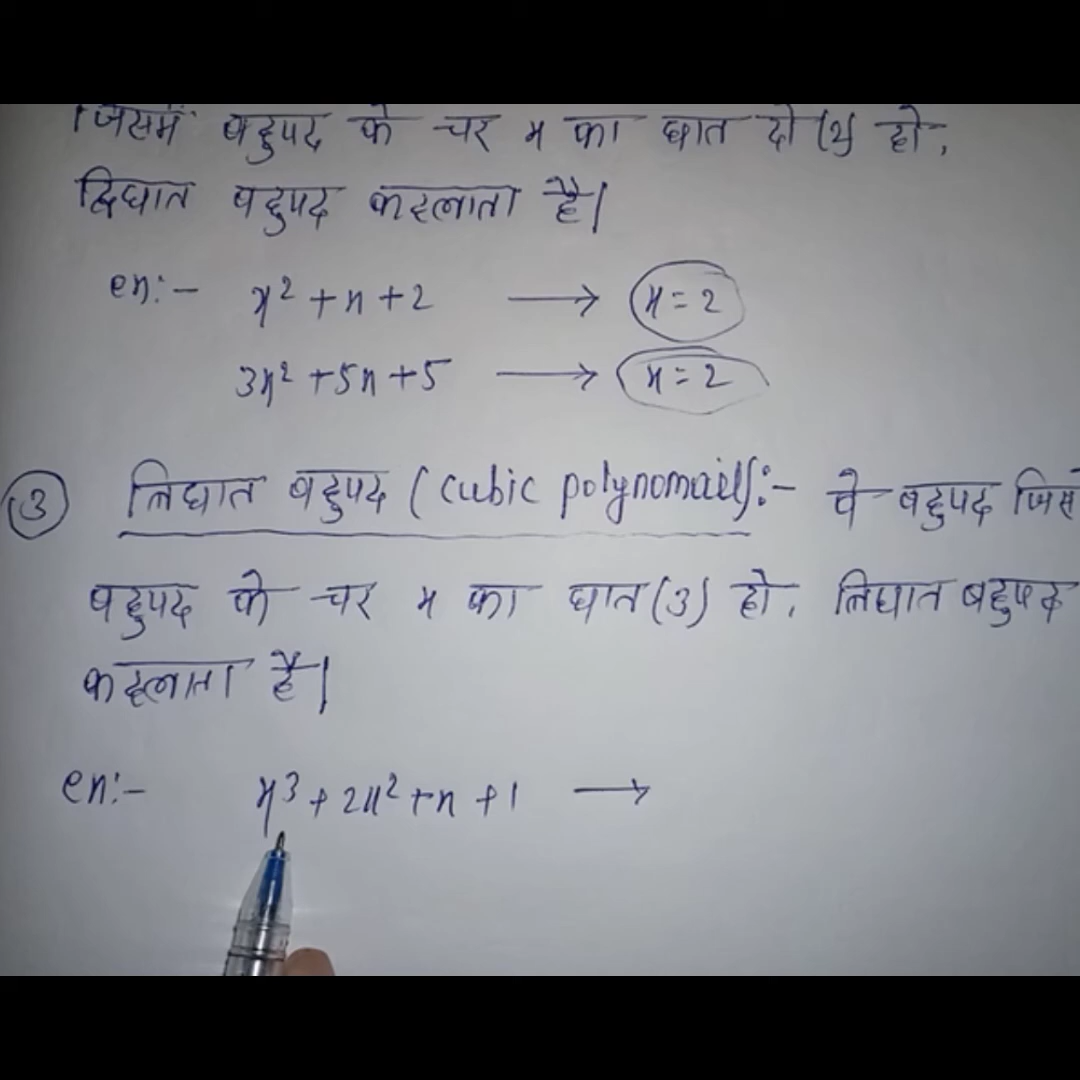 जिसमें बहुपद के चर x का घात दो (2) हो,
द्विघात बहुपद कहलाता है।
ex:- x² + x + 2 → x = 2
3x² + 5x + 5 → x = 2
③ त्रिघात बहुपद (cubic polynomail):- वे बहुपद जिस
बहुपद के चर x का घात (3) हो, त्रिघात बहुपद
कहलाता है।
ex:- x³ + 2x² + x + 1 →